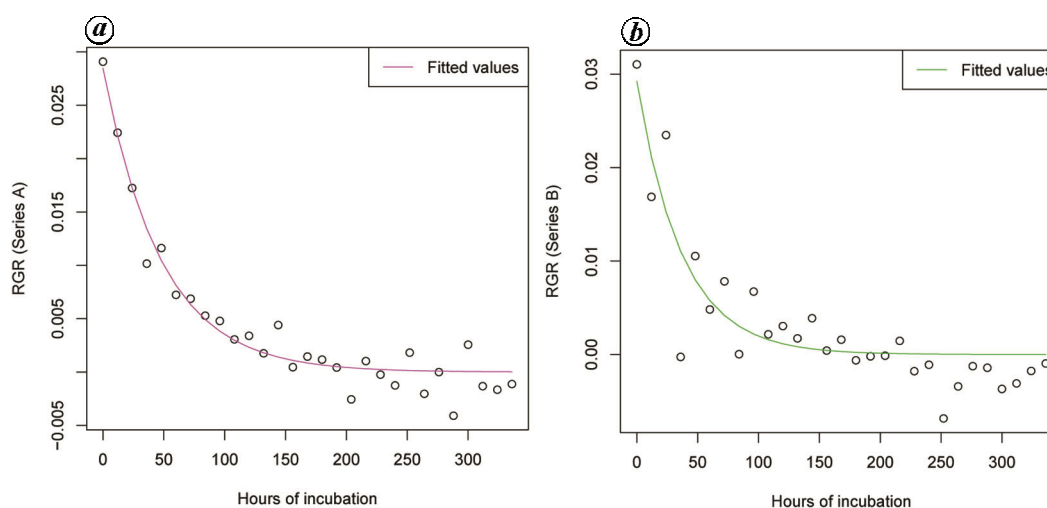 a
Fitted values
RGR (Series A)
0.025
0.015
0.005
−0.005
0 50 100 150 200 250 300
Hours of incubation
b
Fitted values
RGR (Series B)
0.03
0.02
0.01
0.00
0 50 100 150 200 250 300
Hours of incubation